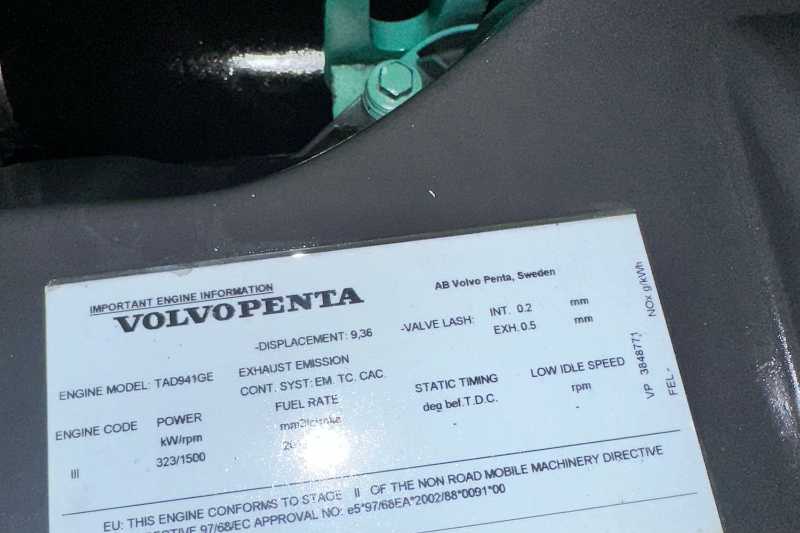 IMPORTANT ENGINE INFORMATION
VOLVO PENTA
AB Volvo Penta, Sweden
-DISPLACEMENT: 9,36
-VALVE LASH: INT. 0.2 mm
EXH. 0.5 mm
ENGINE MODEL: TAD941GE
EXHAUST EMISSION
CONT. SYST: EM. TC. CAC.
ENGINE CODE
POWER
kW/rpm
FUEL RATE
STATIC TIMING
deg bef. T.D.C.
LOW IDLE SPEED
rpm
III
323/1500
-
-
VP 3848771
FEL -
NOx g/kWh
EU: THIS ENGINE CONFORMS TO STAGE II OF THE NON ROAD MOBILE MACHINERY DIRECTIVE
97/68/EC APPROVAL NO: e5*97/68EA*2002/88*0091*00